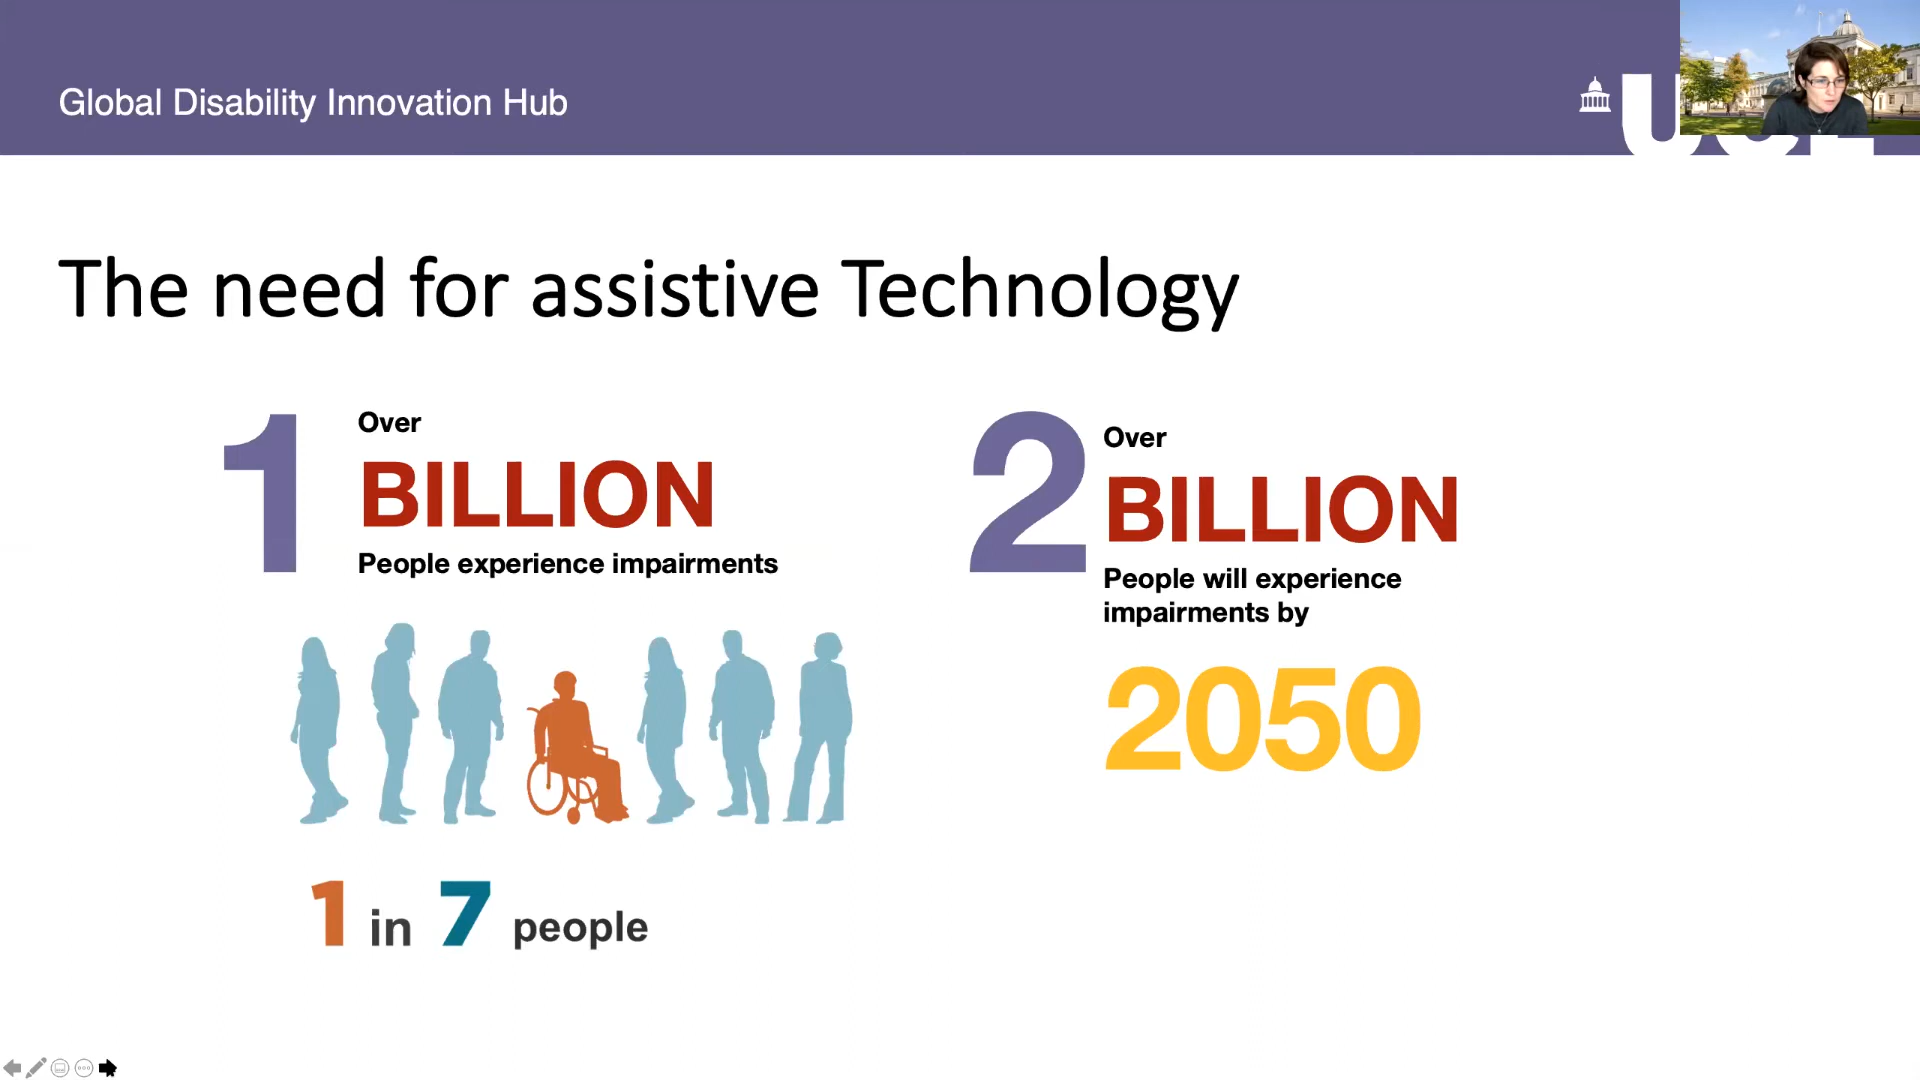 Global Disability Innovation Hub
The need for assistive Technology
1
Over
BILLION
People experience impairments
2
Over
BILLION
People will experience
impairments by
2050
1 in 7 people